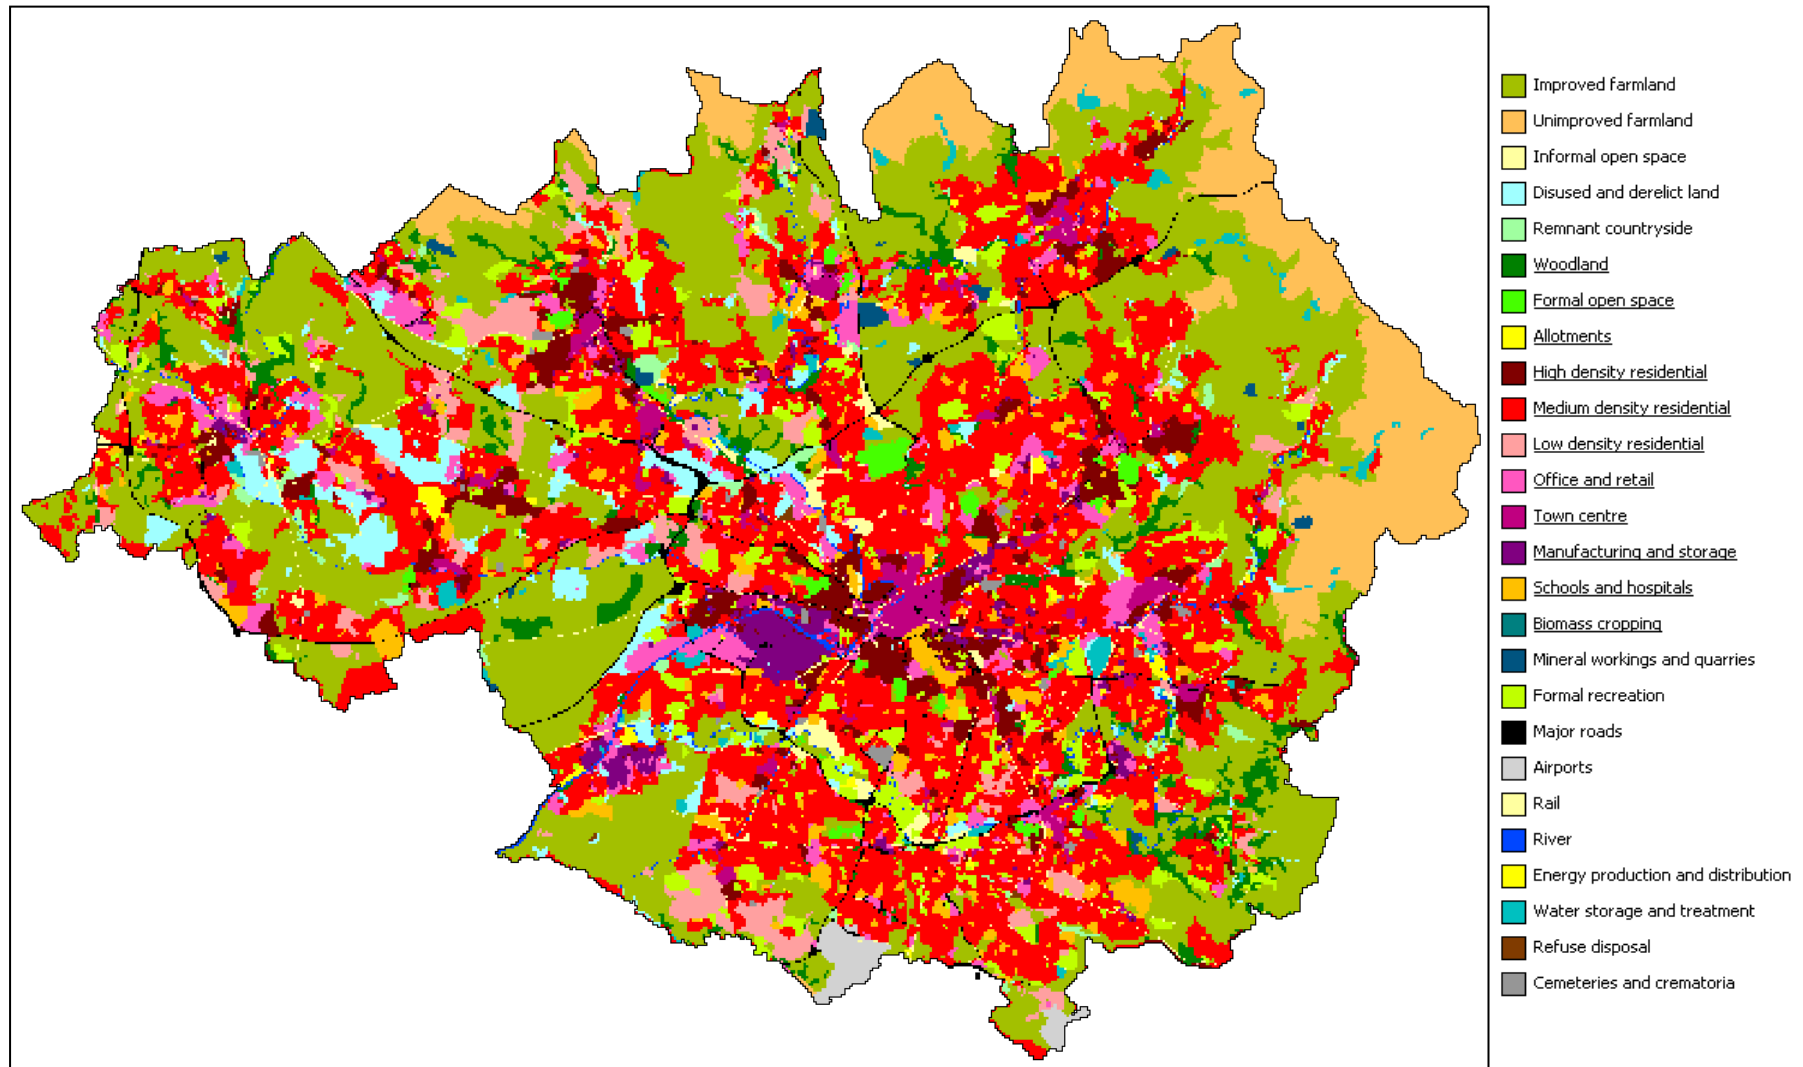 Improved farmland
Unimproved farmland
Informal open space
Disused and derelict land
Remnant countryside
Woodland
Formal open space
Allotments
High density residential
Medium density residential
Low density residential
Office and retail
Town centre
Manufacturing and storage
Schools and hospitals
Biomass cropping
Mineral workings and quarries
Formal recreation
Major roads
Airports
Rail
River
Energy production and distribution
Water storage and treatment
Refuse disposal
Cemeteries and crematoria